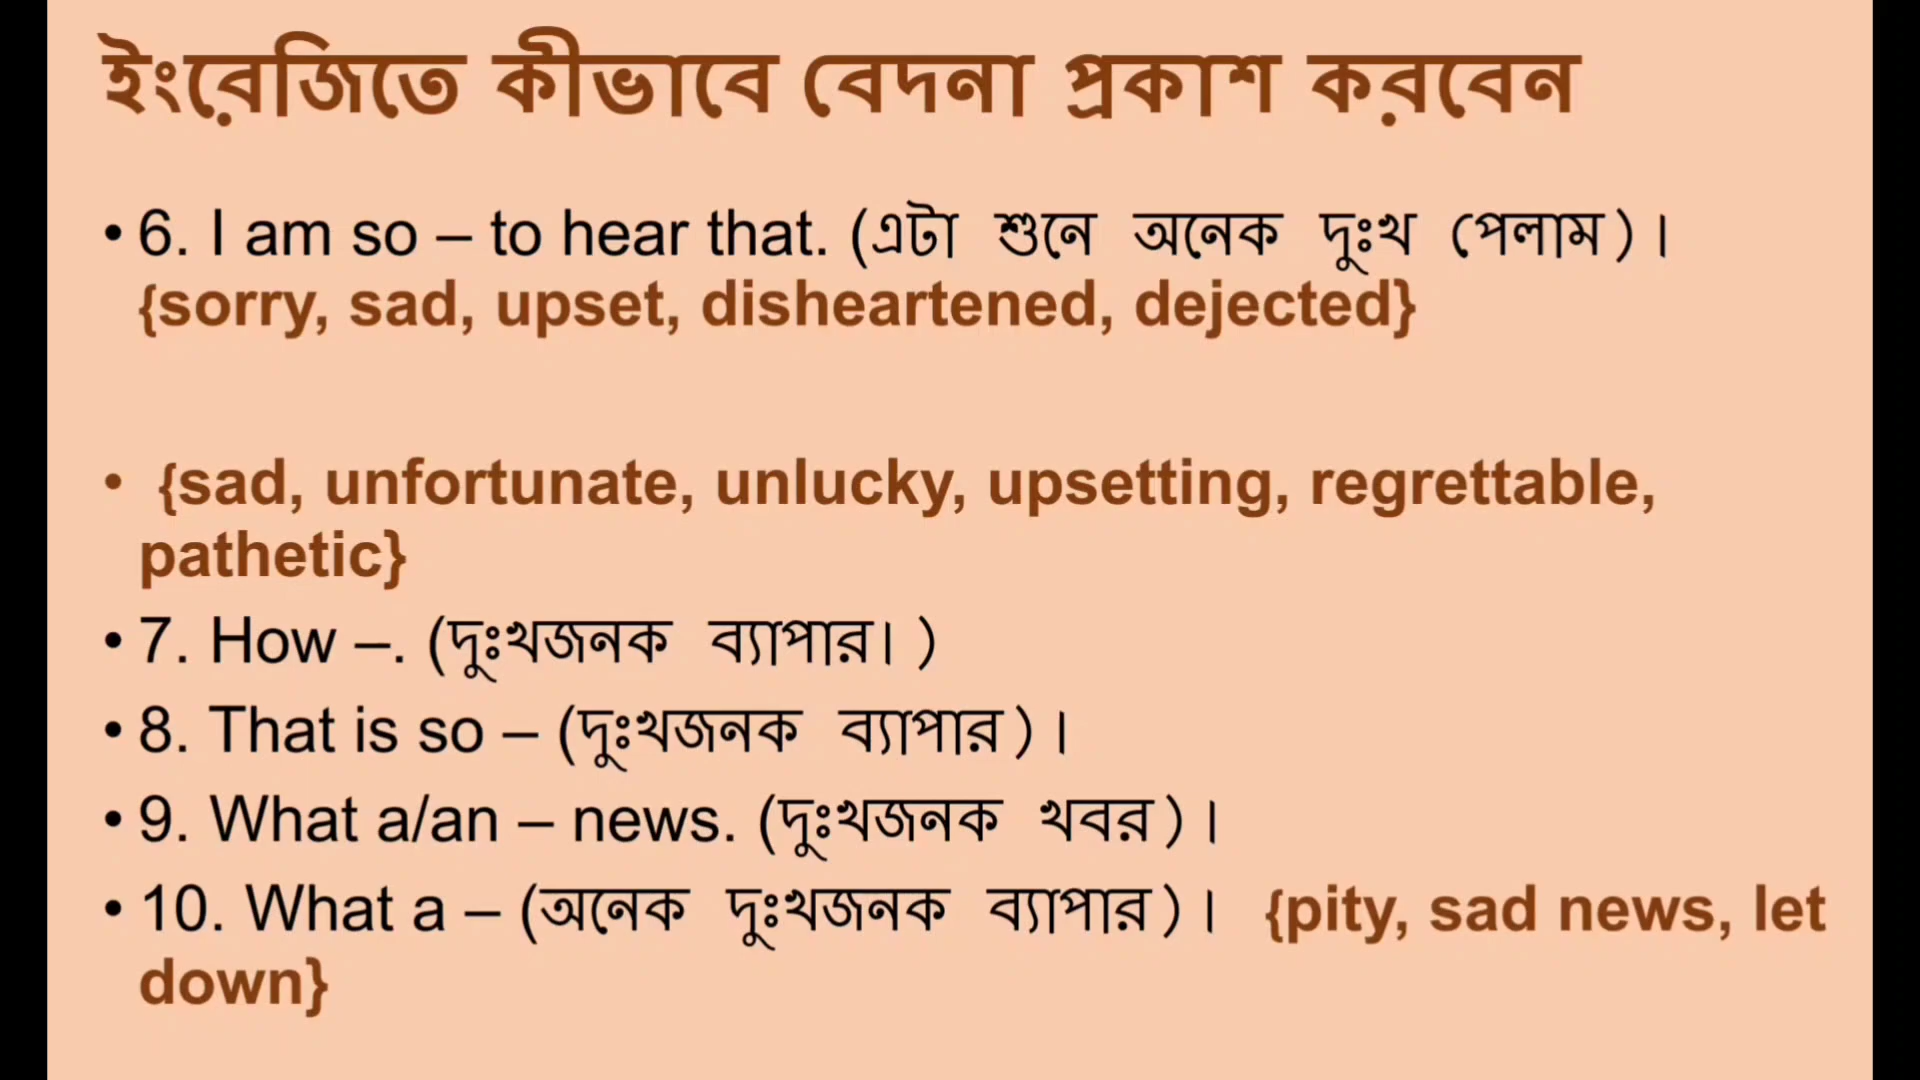 ইংরেজিতে কীভাবে বেদনা প্রকাশ করবেন
• 6. I am so – to hear that. (এটা শুনে অনেক দুঃখ পেলাম)।
{sorry, sad, upset, disheartened, dejected}
• {sad, unfortunate, unlucky, upsetting, regrettable,
pathetic}
• 7. How –. (দুঃখজনক ব্যাপার। )
• 8. That is so – (দুঃখজনক ব্যাপার)।
• 9. What a/an – news. (দুঃখজনক খবর)।
• 10. What a – (অনেক দুঃখজনক ব্যাপার)। {pity, sad news, let
down}